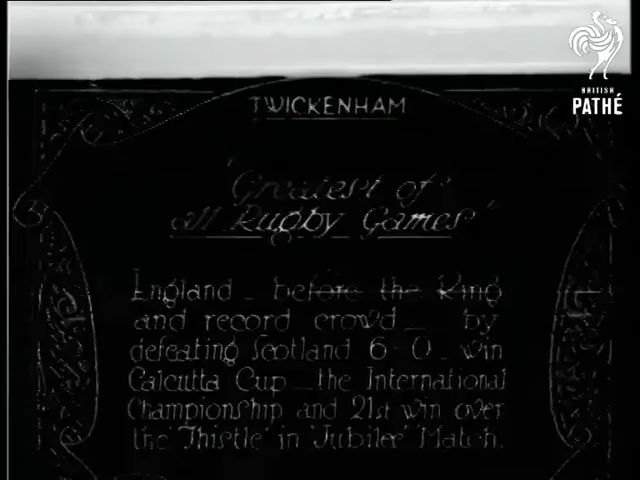 BRITISH
PATHÉ
TWICKENHAM
'Greatest of
all Rugby Games'
England _ before the King
and record crowd _ by
defeating Scotland 6-0 _ win
Calcutta Cup _ the International
Championship and 21st win over
the 'Thistle' in 'Jubilee' Match.